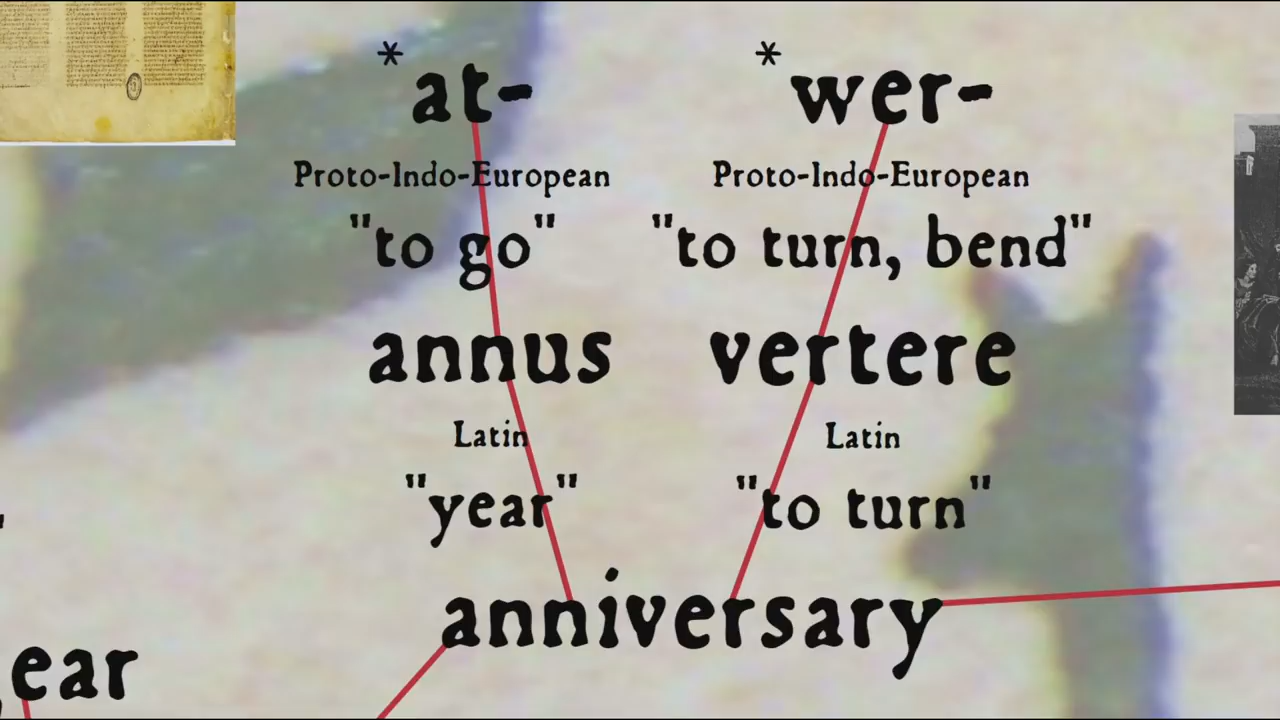 *at-
*wer-
Proto-Indo-European
Proto-Indo-European
"to go"
"to turn, bend"
annus
vertere
Latin
Latin
"year"
"to turn"
anniversary
ear